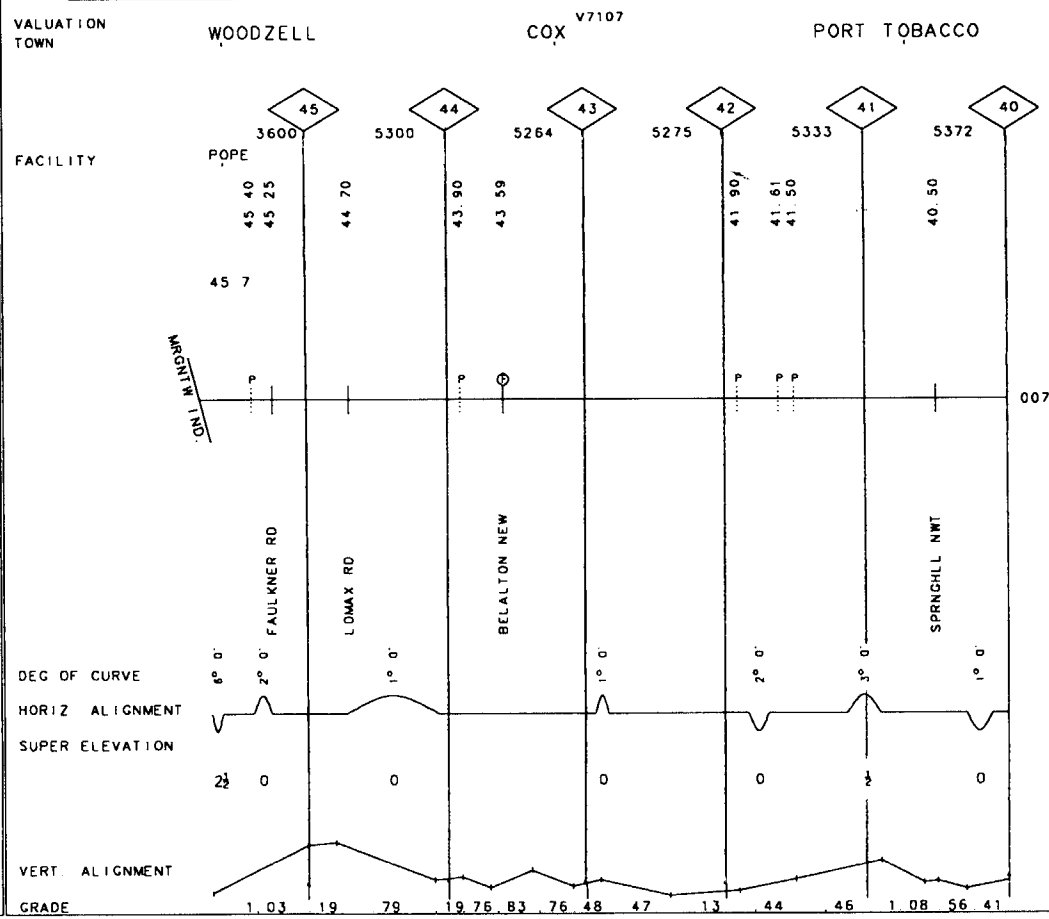 VALUATION
TOWN
WOODZELL COX V7107 PORT TOBACCO
45 44 43 42 41 40
3600 5300 5264 5275 5333 5372
FACILITY
POPE
45 40
45 25
44 70
43.90
43 59
41 90
41.61
41.50
40.50
45 7
MRGNTW IND.
P P P P P P
007
FAULKNER RD
LOMAX RD
BELALTON NEW
SPRNGHLL NWT
DEG OF CURVE
6° 0' 2° 0' 1° 0' 1° 0' 2° 0' 3° 0' 1° 0'
HORIZ ALIGNMENT
SUPER ELEVATION
2½ 0 0 0 0 ½ 0
VERT. ALIGNMENT
GRADE 1.03 .19 .79 .19 .76 .83 .76 .48 .47 .13 .44 .46 1.08 .56 .41